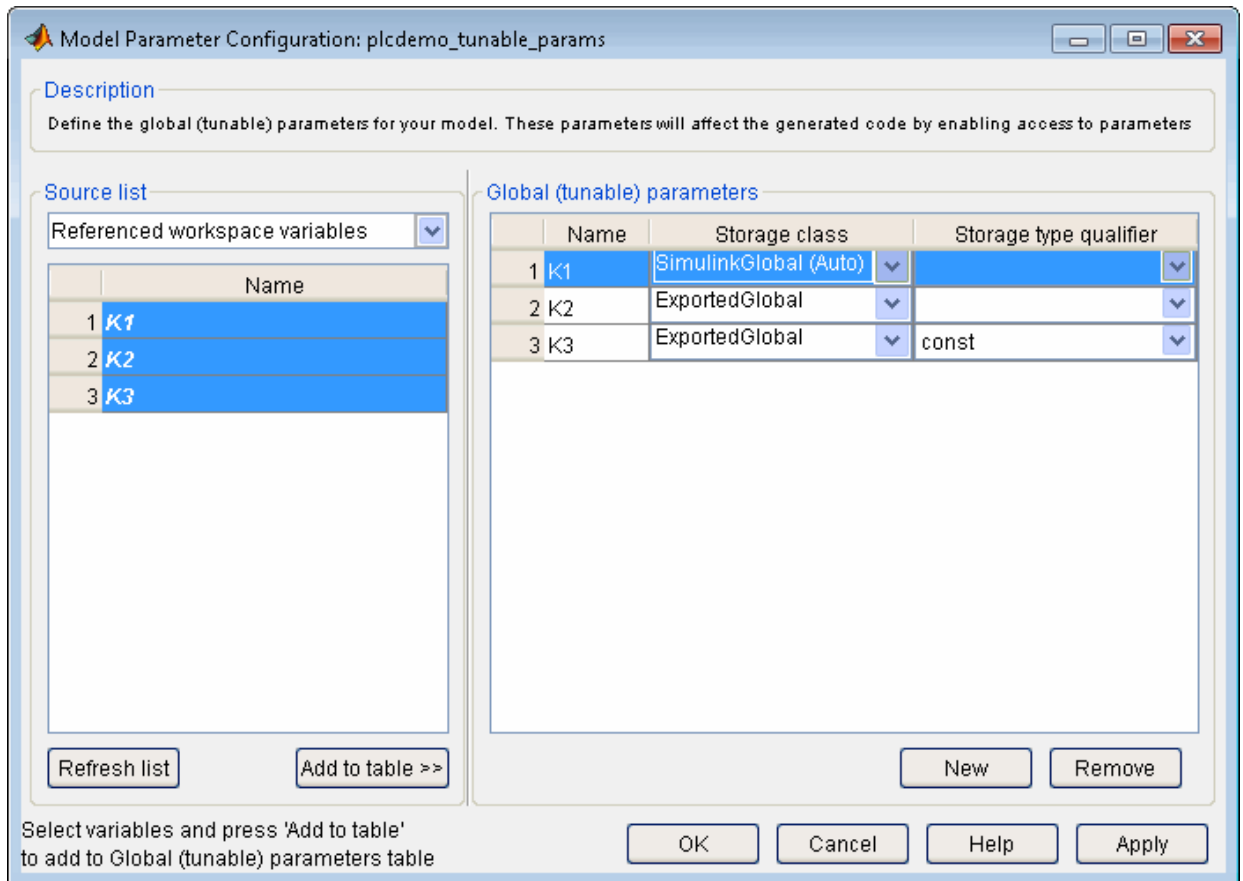 Model Parameter Configuration: plcdemo_tunable_params
Description
Define the global (tunable) parameters for your model. These parameters will affect the generated code by enabling access to parameters
Source list
Referenced workspace variables
Name
1 K1
2 K2
3 K3
Refresh list Add to table >>
Global (tunable) parameters
Name Storage class Storage type qualifier
1 K1 SimulinkGlobal (Auto)
2 K2 ExportedGlobal
3 K3 ExportedGlobal const
New Remove
Select variables and press 'Add to table'
to add to Global (tunable) parameters table
OK Cancel Help Apply